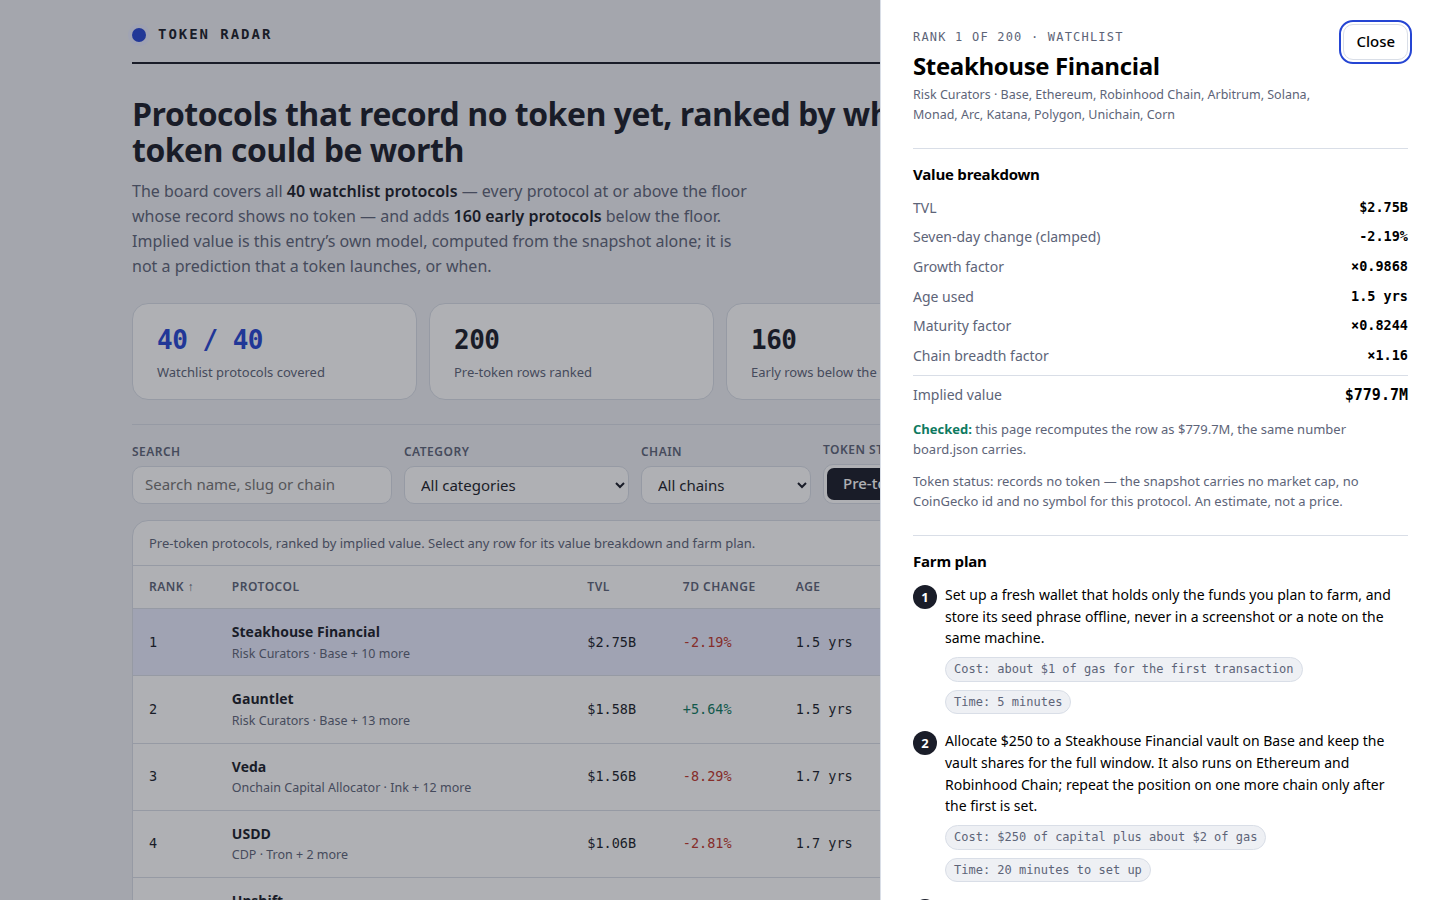 TOKEN RADAR
Protocols that record no token yet, ranked by wh
token could be worth
The board covers all 40 watchlist protocols — every protocol at or above the floor
whose record shows no token — and adds 160 early protocols below the floor.
Implied value is this entry’s own model, computed from the snapshot alone; it is
not a prediction that a token launches, or when.
40 / 40
Watchlist protocols covered
200
Pre-token rows ranked
160
Early rows below the
SEARCH
Search name, slug or chain
CATEGORY
All categories
CHAIN
All chains
TOKEN ST
Pre-t
Pre-token protocols, ranked by implied value. Select any row for its value breakdown and farm plan.
RANK ↑ PROTOCOL TVL 7D CHANGE AGE
1 Steakhouse Financial $2.75B -2.19% 1.5 yrs
Risk Curators · Base + 10 more
2 Gauntlet $1.58B +5.64% 1.5 yrs
Risk Curators · Base + 13 more
3 Veda $1.56B -8.29% 1.7 yrs
Onchain Capital Allocator · Ink + 12 more
4 USDD $1.06B -2.81% 1.7 yrs
CDP · Tron + 2 more
RANK 1 OF 200 · WATCHLIST
Close
Steakhouse Financial
Risk Curators · Base, Ethereum, Robinhood Chain, Arbitrum, Solana,
Monad, Arc, Katana, Polygon, Unichain, Corn
Value breakdown
TVL $2.75B
Seven-day change (clamped) -2.19%
Growth factor ×0.9868
Age used 1.5 yrs
Maturity factor ×0.8244
Chain breadth factor ×1.16
Implied value $779.7M
Checked: this page recomputes the row as $779.7M, the same number
board.json carries.
Token status: records no token — the snapshot carries no market cap, no
CoinGecko id and no symbol for this protocol. An estimate, not a price.
Farm plan
1 Set up a fresh wallet that holds only the funds you plan to farm, and
store its seed phrase offline, never in a screenshot or a note on the
same machine.
Cost: about $1 of gas for the first transaction
Time: 5 minutes
2 Allocate $250 to a Steakhouse Financial vault on Base and keep the
vault shares for the full window. It also runs on Ethereum and
Robinhood Chain; repeat the position on one more chain only after
the first is set.
Cost: $250 of capital plus about $2 of gas
Time: 20 minutes to set up